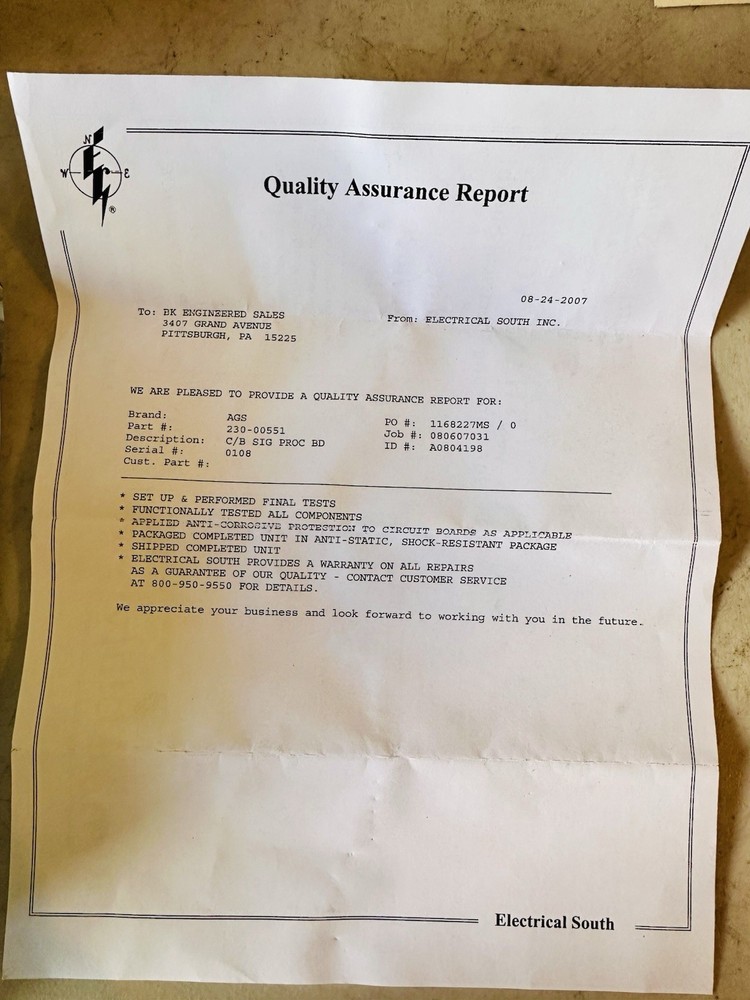 N
W E
®
Quality Assurance Report
08-24-2007
To: BK ENGINEERED SALES
3407 GRAND AVENUE
PITTSBURGH, PA 15225
From: ELECTRICAL SOUTH INC.
WE ARE PLEASED TO PROVIDE A QUALITY ASSURANCE REPORT FOR:
Brand: AGS
Part #: 230-00551
Description: C/B SIG PROC BD
Serial #: 0108
Cust. Part #:
PO #: 1168227MS / 0
Job #: 080607031
ID #: A0804198
* SET UP & PERFORMED FINAL TESTS
* FUNCTIONALLY TESTED ALL COMPONENTS
* APPLIED ANTI-CORROSIVE PROTECTION TO CIRCUIT BOARDS AS APPLICABLE
* PACKAGED COMPLETED UNIT IN ANTI-STATIC, SHOCK-RESISTANT PACKAGE
* SHIPPED COMPLETED UNIT
* ELECTRICAL SOUTH PROVIDES A WARRANTY ON ALL REPAIRS
AS A GUARANTEE OF OUR QUALITY - CONTACT CUSTOMER SERVICE
AT 800-950-9550 FOR DETAILS.
We appreciate your business and look forward to working with you in the future.
Electrical South